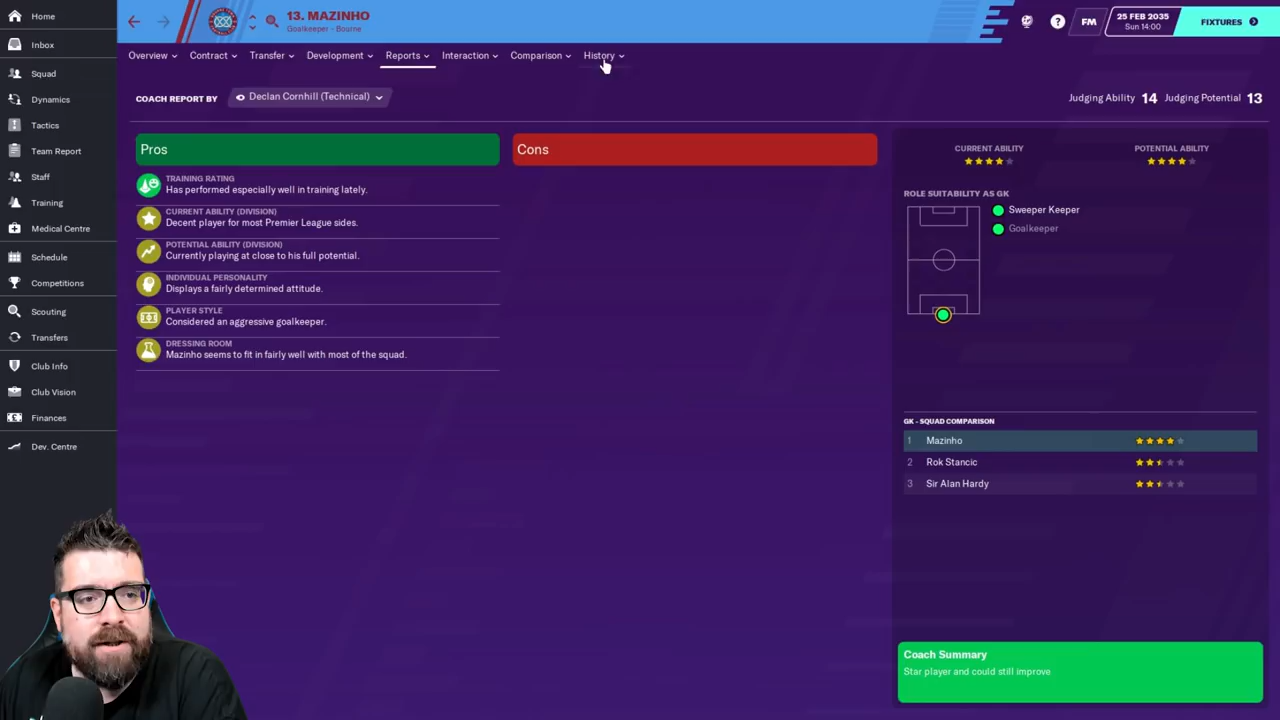 Home
Inbox
Squad
Dynamics
Tactics
Team Report
Staff
Training
Medical Centre
Schedule
Competitions
Scouting
Transfers
Club Info
Club Vision
Finances
Dev. Centre
13. MAZINHO
Goalkeeper - Bourne
FM
25 FEB 2035
Sun 14:00
FIXTURES
Overview
Contract
Transfer
Development
Reports
Interaction
Comparison
History
COACH REPORT BY
Declan Cornhill (Technical)
Judging Ability 14 Judging Potential 13
Pros
TRAINING RATING
Has performed especially well in training lately.
CURRENT ABILITY (DIVISION)
Decent player for most Premier League sides.
POTENTIAL ABILITY (DIVISION)
Currently playing at close to his full potential.
INDIVIDUAL PERSONALITY
Displays a fairly determined attitude.
PLAYER STYLE
Considered an aggressive goalkeeper.
DRESSING ROOM
Mazinho seems to fit in fairly well with most of the squad.
Cons
CURRENT ABILITY
POTENTIAL ABILITY
ROLE SUITABILITY AS GK
Sweeper Keeper
Goalkeeper
GK - SQUAD COMPARISON
1 Mazinho
2 Rok Stancic
3 Sir Alan Hardy
Coach Summary
Star player and could still improve